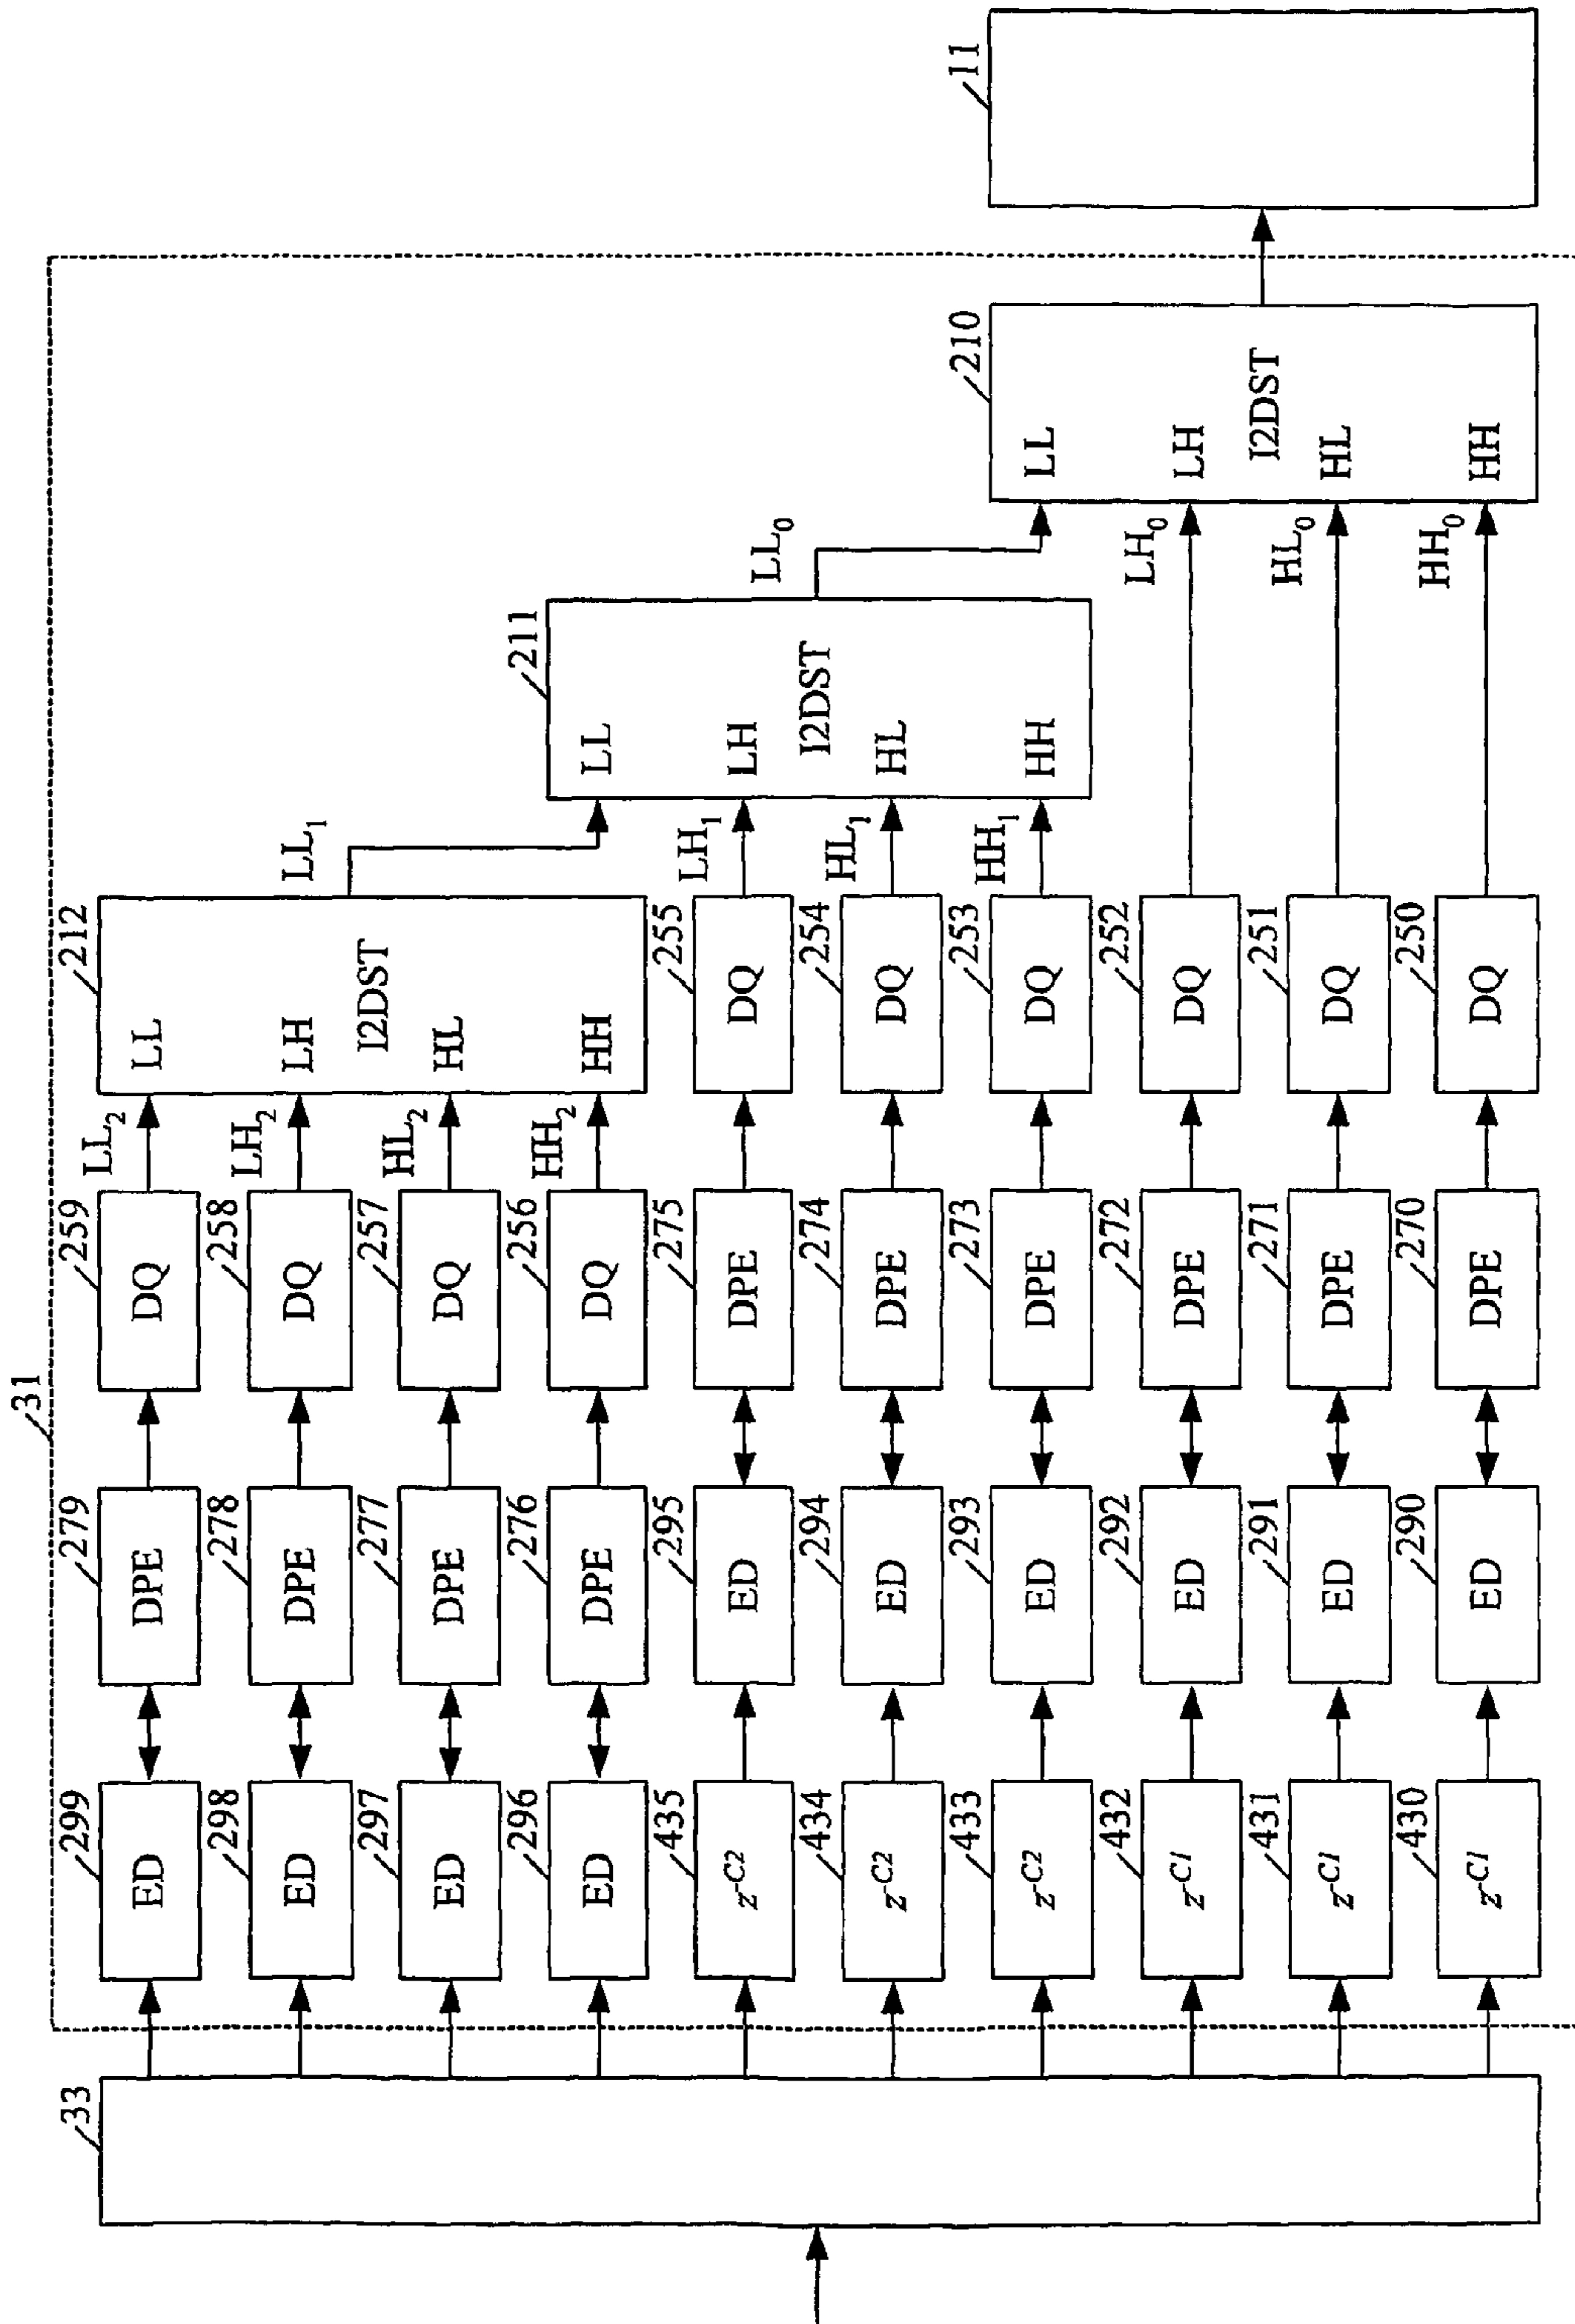 31
33
299
ED
279
DPE
259
DQ
LL₂
212
LL
LH
I2DST
HL
HH
LL₁
298
ED
278
DPE
258
DQ
LH₂
297
ED
277
DPE
257
DQ
HL₂
296
ED
276
DPE
256
DQ
HH₂
435
z⁻ᶜ²
295
ED
275
DPE
255
DQ
LH₁
211
LL
LH
I2DST
HL
HH
LL₀
434
z⁻ᶜ²
294
ED
274
DPE
254
DQ
HL₁
433
z⁻ᶜ²
293
ED
273
DPE
253
DQ
HH₁
432
z⁻ᶜ¹
292
ED
272
DPE
252
DQ
LH₀
210
LL
LH
I2DST
HL
HH
11
431
z⁻ᶜ¹
291
ED
271
DPE
251
DQ
HL₀
430
z⁻ᶜ¹
290
ED
270
DPE
250
DQ
HH₀